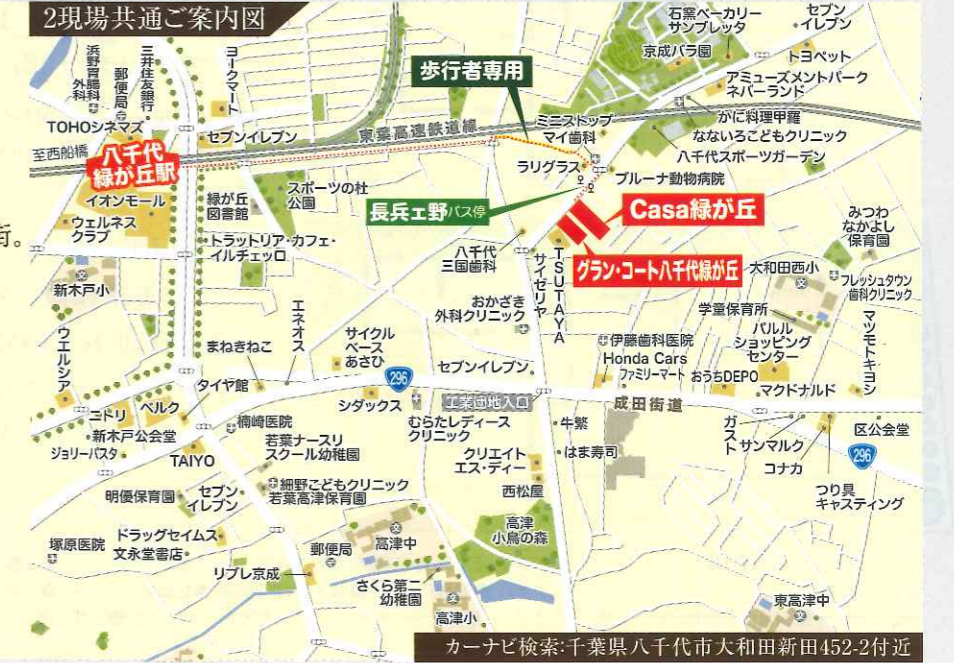 2現場共通ご案内図
浜野胃腸科
外科
郵便局
三井住友銀行
ヨークマート
石窯ベーカリー
サンプレッタ
セブン
イレブン
京成バラ園
トヨペット
歩行者専用
アミューズメントパーク
ネバーランド
TOHOシネマズ
セブンイレブン
東葉高速鉄道線
ミニストップ
マイ歯科
かに料理甲羅
なないろこどもクリニック
至西船橋
八千代
緑が丘駅
八千代スポーツガーデン
ラリグラス
ブルーナ動物病院
イオンモール
緑が丘
図書館
スポーツの杜
公園
長兵ェ野バス停
Casa緑が丘
ウェルネス
クラブ
みつわ
なかよし
保育園
街。
トラットリア・カフェ・
イルチェッロ
八千代
三国歯科
サイゼリヤ
TSUTAYA
グラン・コート八千代緑が丘
大和田西小
新木戸小
フレッシュタウン
歯科クリニック
おかざき
外科クリニック
学童保育所
ウエルシア
まねきねこ
エネオス
サイクル
ベース
あさひ
伊藤歯科医院
パルル
ショッピング
センター
マツモトキヨシ
セブンイレブン
Honda Cars
ファミリーマート
おうちDEPO
タイヤ館
296
マクドナルド
ニトリ
ベルク
シダックス
工業団地入口
成田街道
新木戸公会堂
楠崎医院
むらたレディース
クリニック
牛繁
ガスト
サンマルク
区公会堂
ジョリーパスタ
TAIYO
若葉ナースリ
スクール幼稚園
はま寿司
コナカ
296
クリエイト
エス・ディー
明優保育園
セブン
イレブン
細野こどもクリニック
若葉高津保育園
西松屋
つり具
キャスティング
塚原医院
ドラッグセイムス
文永堂書店
郵便局
高津中
高津
小鳥の森
リブレ京成
さくら第二
幼稚園
高津小
東高津中
カーナビ検索:千葉県八千代市大和田新田452-2付近